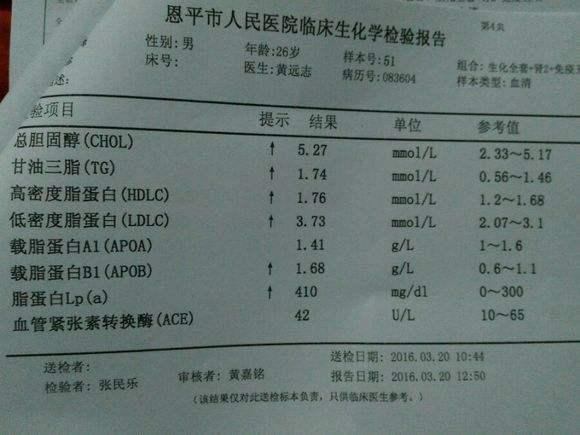 恩平市人民医院临床生化学检验报告
第4页
性别:男 年龄:26岁 样本号:51 组合: 生化全套+肾2+免疫
床号: 医生:黄远志 病历号:083604 样本类型:血清
述:
验项目 提示 结果 单位 参考值
总胆固醇(CHOL) ↑ 5.27 mmol/L 2.33~5.17
甘油三脂(TG) ↑ 1.74 mmol/L 0.56~1.46
高密度脂蛋白(HDLC) ↑ 1.76 mmol/L 1.2~1.68
低密度脂蛋白(LDLC) ↑ 3.73 mmol/L 2.07~3.1
载脂蛋白A1(APOA) 1.41 g/L 1~1.6
载脂蛋白B1(APOB) ↑ 1.68 g/L 0.6~1.1
脂蛋白Lp(a) ↑ 410 mg/dl 0~300
血管紧张素转换酶(ACE) 42 U/L 10~65
送检者: 送检日期: 2016.03.20 10:44
检验者: 张民乐 审核者: 黄嘉铭 报告日期: 2016.03.20 12:50
(该结果仅对此送检标本负责，只供临床医生参考。)